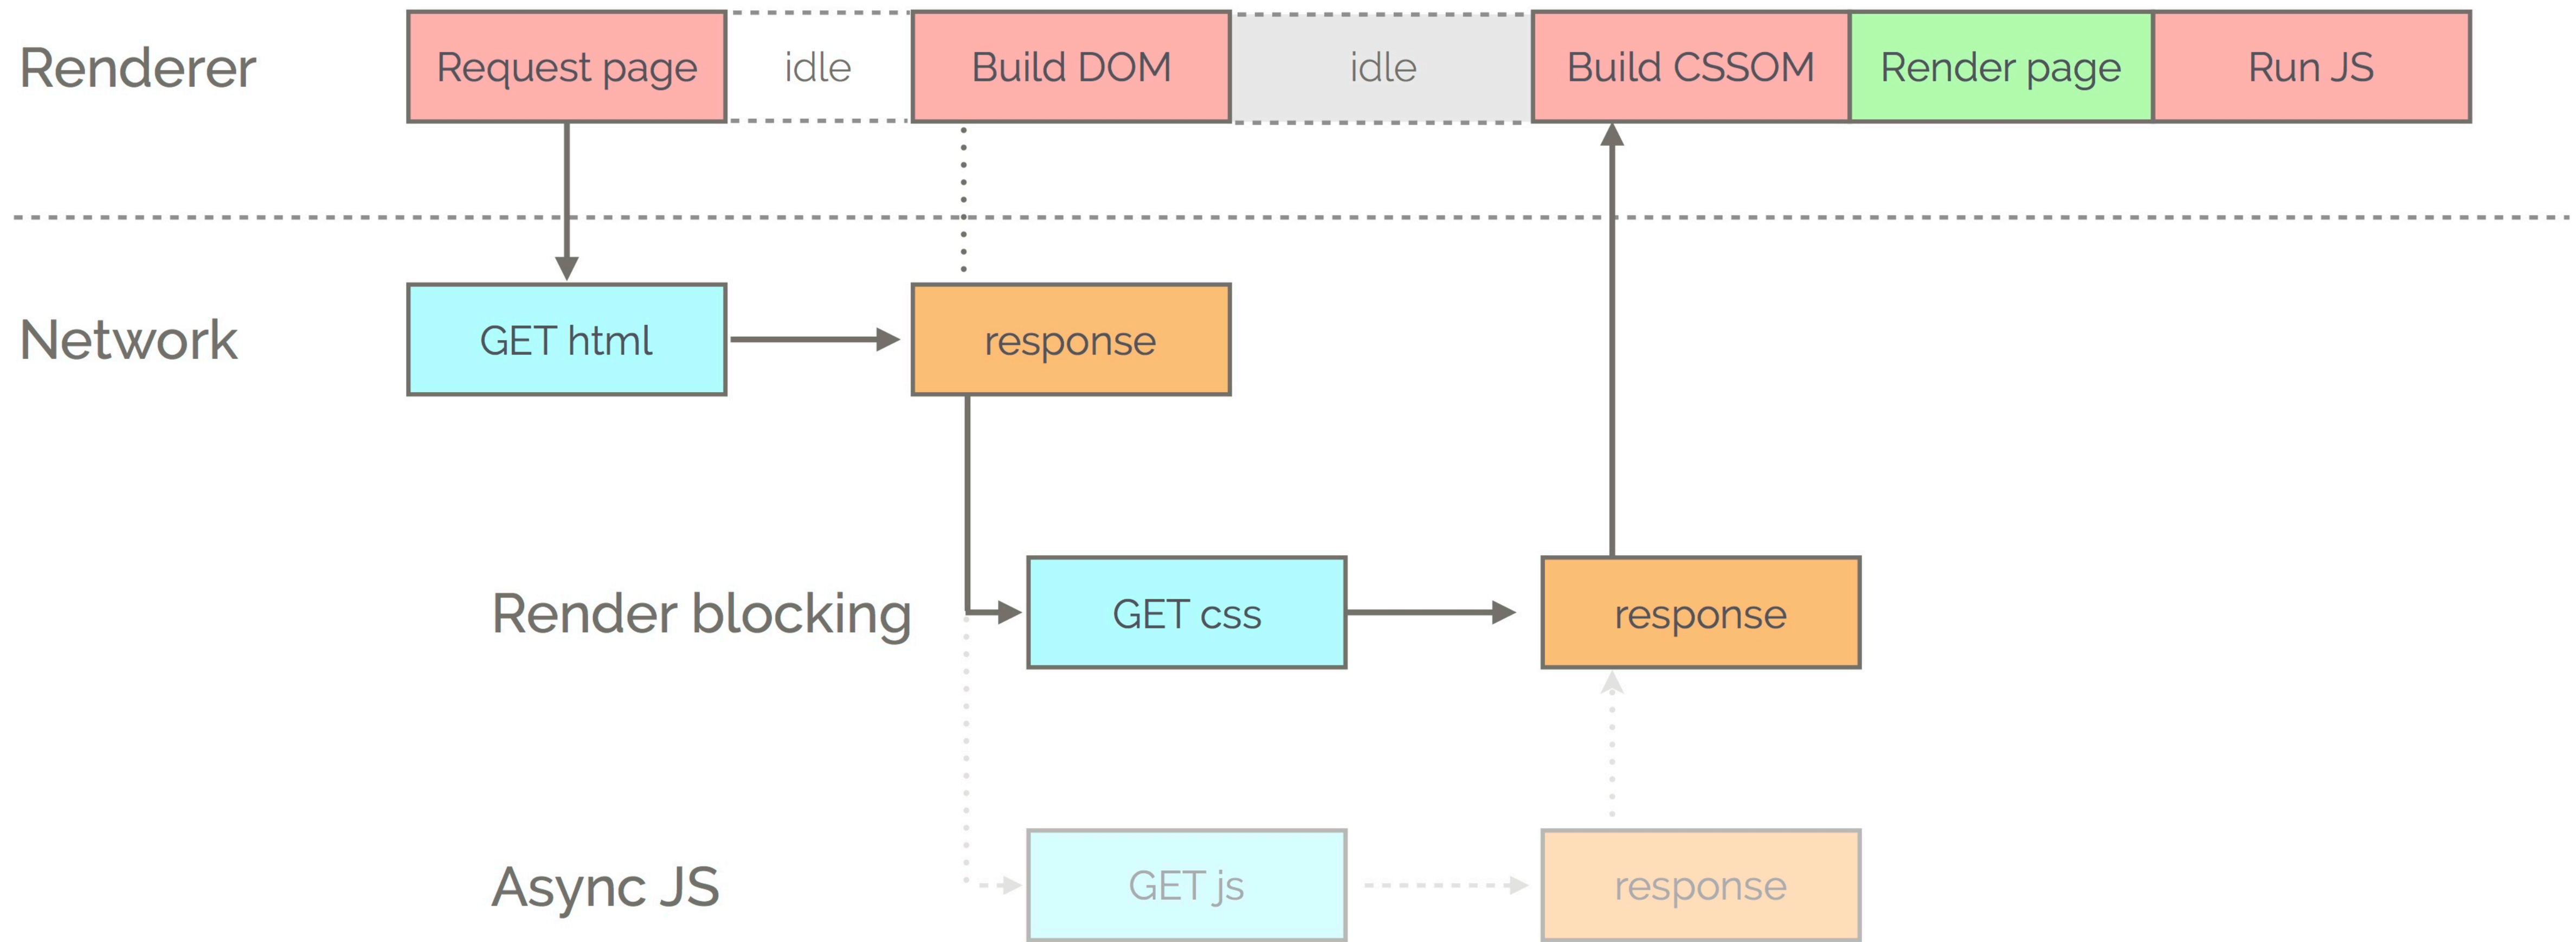 Renderer
Request page
idle
Build DOM
idle
Build CSSOM
Render page
Run JS
Network
GET html
response
Render blocking
GET css
response
Async JS
GET js
response